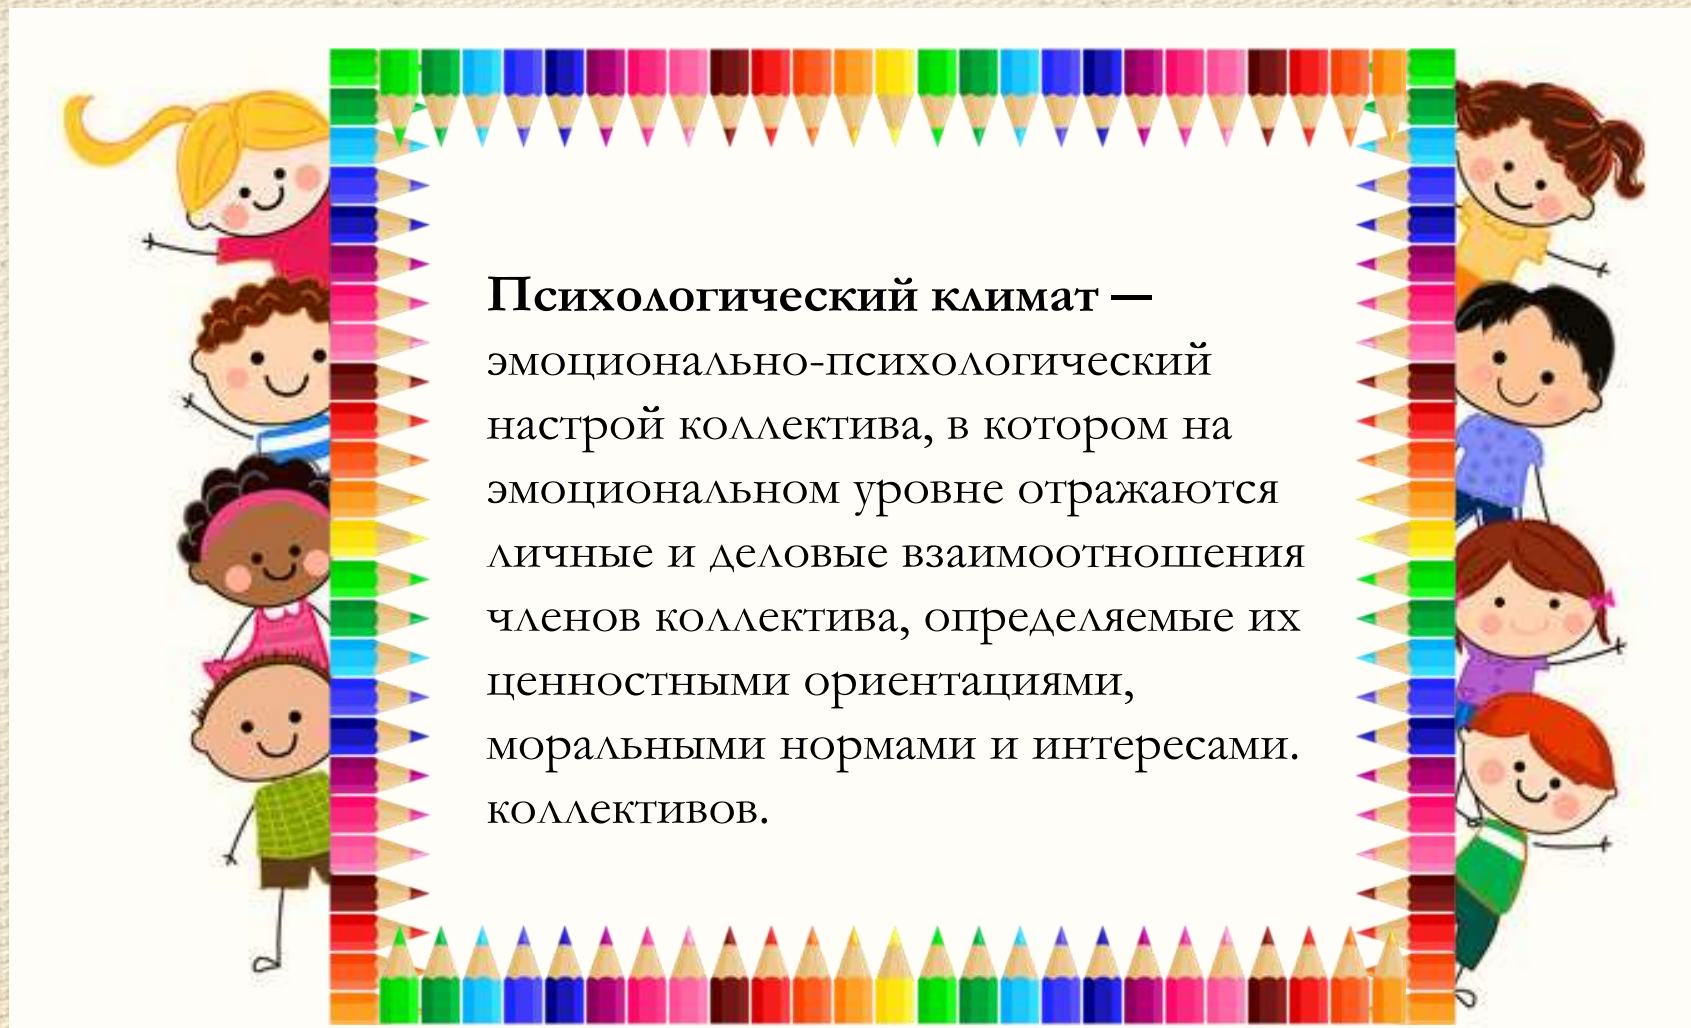 Психологический климат —
эмоционально-психологический
настрой коллектива, в котором на
эмоциональном уровне отражаются
личные и деловые взаимоотношения
членов коллектива, определяемые их
ценностными ориентациями,
моральными нормами и интересами.
коллективов.